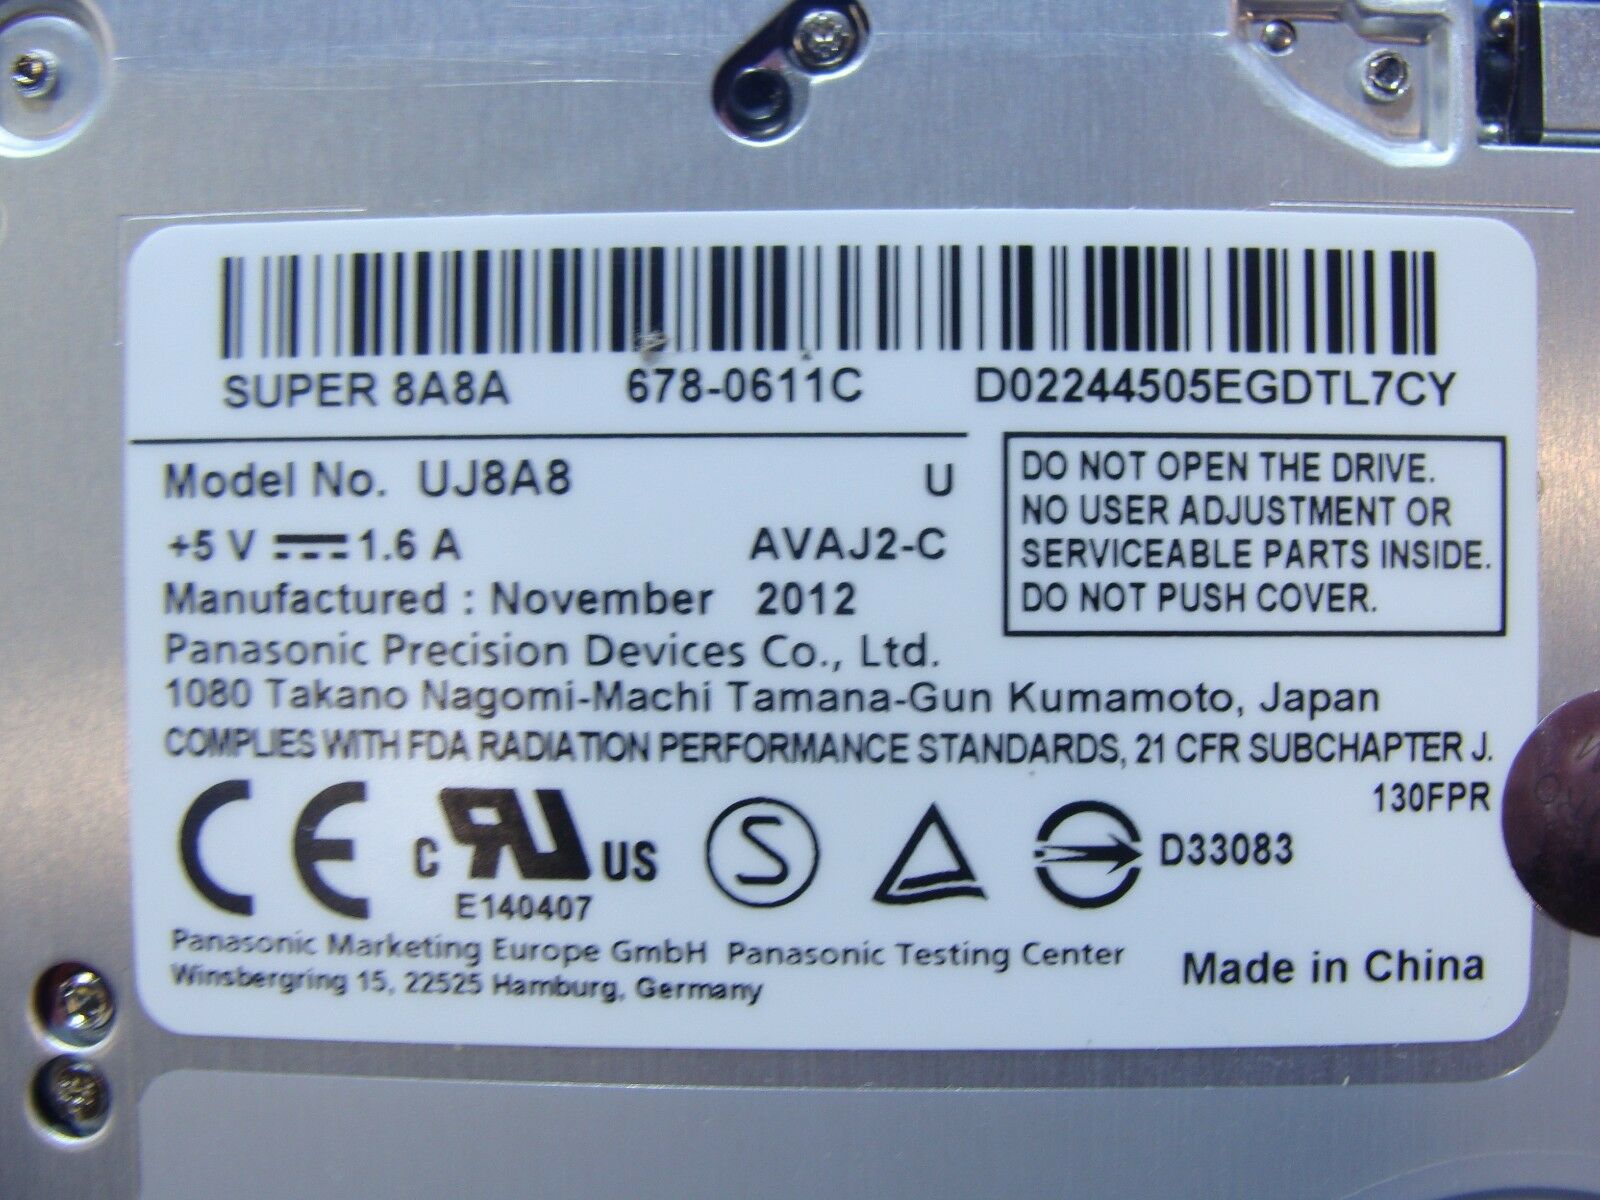 SUPER 8A8A 678-0611C D02244505EGDTL7CY
Model No. UJ8A8 U
+5 V 1.6 A AVAJ2-C
Manufactured : November 2012
DO NOT OPEN THE DRIVE.
NO USER ADJUSTMENT OR
SERVICEABLE PARTS INSIDE.
DO NOT PUSH COVER.
Panasonic Precision Devices Co., Ltd.
1080 Takano Nagomi-Machi Tamana-Gun Kumamoto, Japan
COMPLIES WITH FDA RADIATION PERFORMANCE STANDARDS, 21 CFR SUBCHAPTER J.
130FPR
CE C RU US S D33083
E140407
Panasonic Marketing Europe GmbH Panasonic Testing Center
Winsbergring 15, 22525 Hamburg, Germany
Made in China